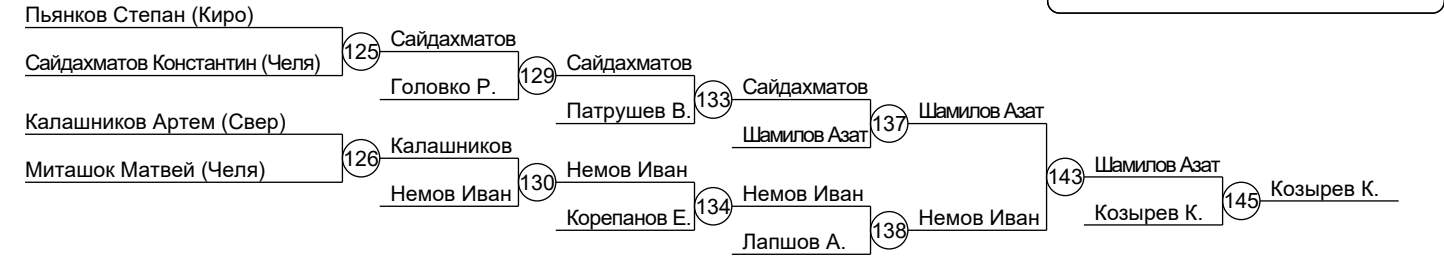 Пьянков Степан (Киро)
Сайдахматов Константин (Челя)
125
Сайдахматов
Головко Р.
129
Сайдахматов
Патрушев В.
133
Сайдахматов
Шамилов Азат
137
Шамилов Азат
Калашников Артем (Свер)
Миташок Матвей (Челя)
126
Калашников
Немов Иван
130
Немов Иван
Корепанов Е.
134
Немов Иван
Лапшов А.
138
Немов Иван
143
Шамилов Азат
Козырев К.
145
Козырев К.